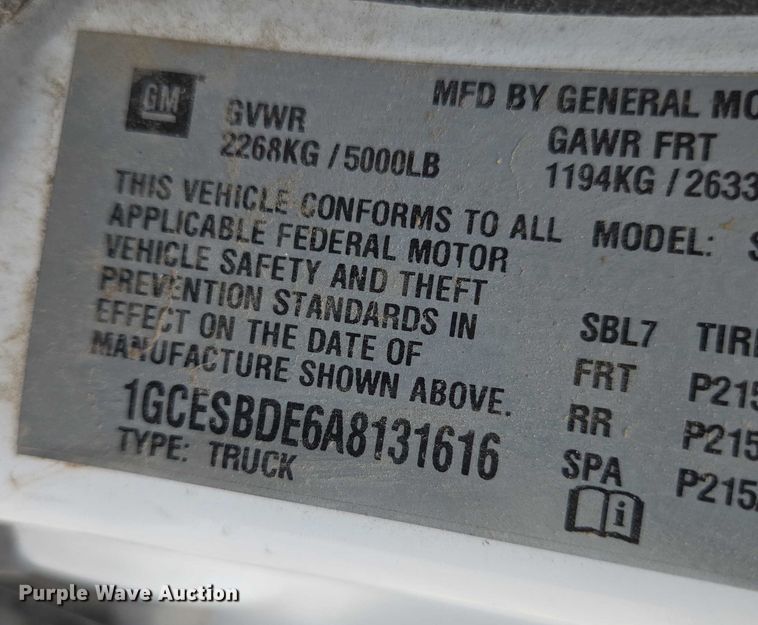 GM
MFD BY GENERAL MO
GVWR
2268KG / 5000LB
GAWR FRT
1194KG / 2633
THIS VEHICLE CONFORMS TO ALL
APPLICABLE FEDERAL MOTOR
VEHICLE SAFETY AND THEFT
PREVENTION STANDARDS IN
EFFECT ON THE DATE OF
MANUFACTURE SHOWN ABOVE.
1GCESBDE6A8131616
TYPE: TRUCK
MODEL: S
SBL7 TIRE
FRT P215
RR P215
SPA P215
i
Purple Wave Auction